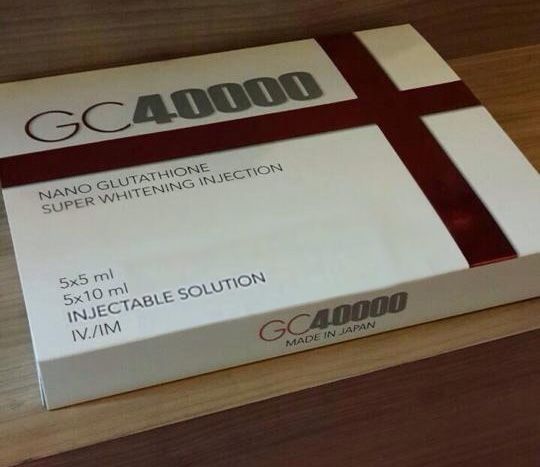 GC40000
NANO GLUTATHIONE
SUPER WHITENING INJECTION
5x5 ml
5x10 ml
INJECTABLE SOLUTION
IV./IM
GC40000
MADE IN JAPAN